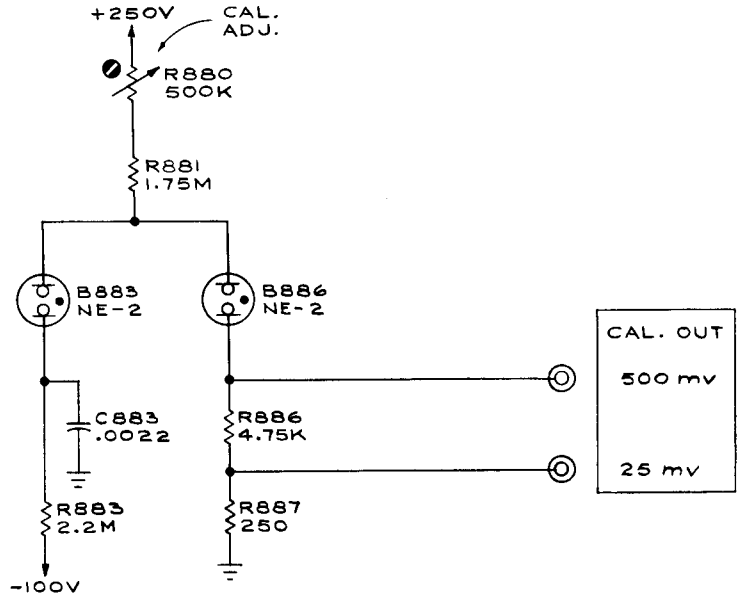 +250V
CAL.
ADJ.
R880
500K
R881
1.75M
B883
NE-2
B886
NE-2
CAL. OUT
500 mv
C883
.0022
R886
4.75K
25 mv
R883
2.2M
R887
250
-100V